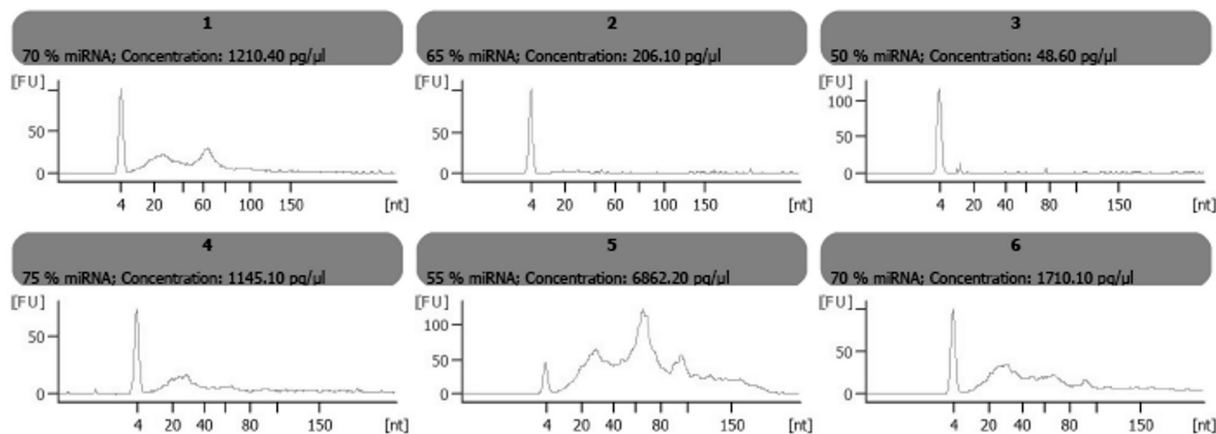 1 2 3
70 % miRNA; Concentration: 1210.40 pg/µl 65 % miRNA; Concentration: 206.10 pg/µl 50 % miRNA; Concentration: 48.60 pg/µl
[FU] [FU] [FU]
100
50 50 50
0 0 0
4 20 60 100 150 [nt] 4 20 60 100 150 [nt] 4 20 40 80 150 [nt]
4 5 6
75 % miRNA; Concentration: 1145.10 pg/µl 55 % miRNA; Concentration: 6862.20 pg/µl 70 % miRNA; Concentration: 1710.10 pg/µl
[FU] [FU] [FU]
100
50 50 50
0 0 0
4 20 40 80 150 [nt] 4 20 40 80 150 [nt] 4 20 40 80 150 [nt]